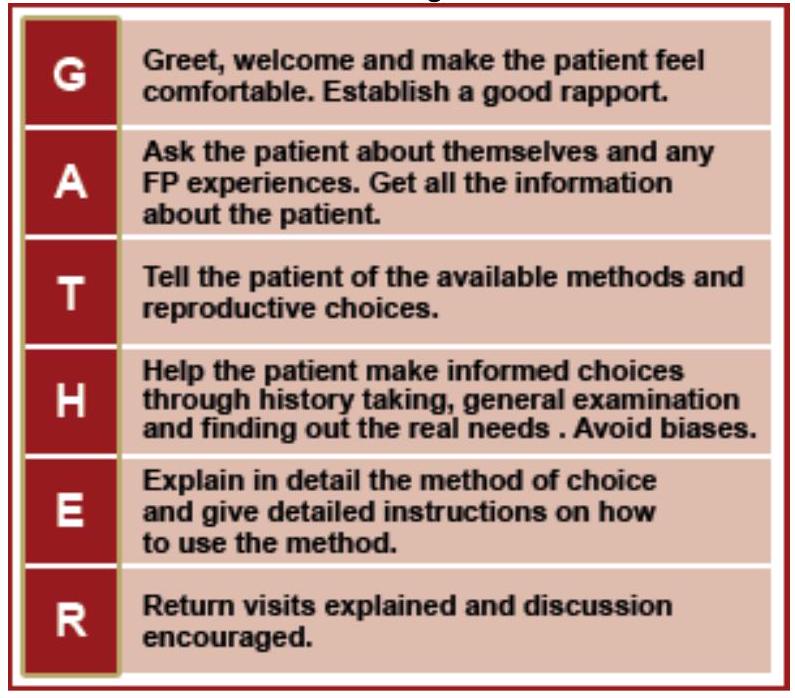 G
Greet, welcome and make the patient feel
comfortable. Establish a good rapport.
A
Ask the patient about themselves and any
FP experiences. Get all the information
about the patient.
T
Tell the patient of the available methods and
reproductive choices.
H
Help the patient make informed choices
through history taking, general examination
and finding out the real needs . Avoid biases.
E
Explain in detail the method of choice
and give detailed instructions on how
to use the method.
R
Return visits explained and discussion
encouraged.